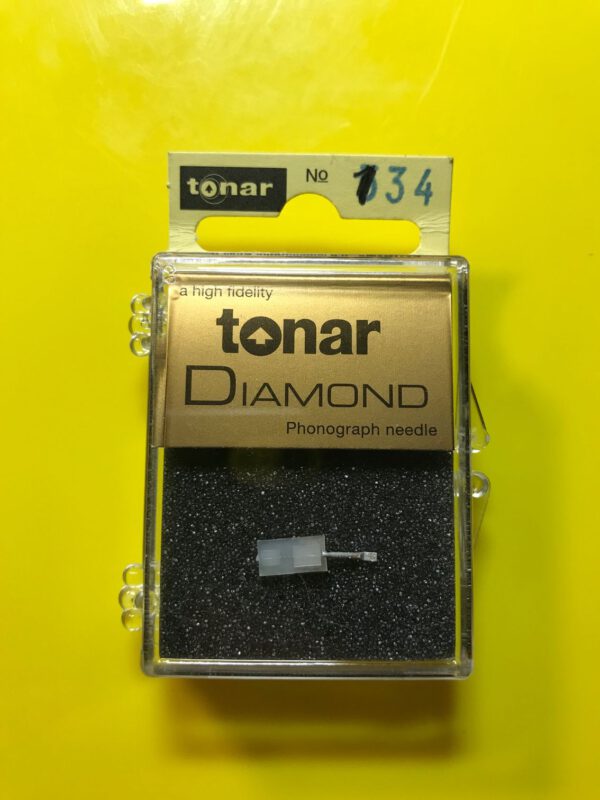 tonar
No 34
a high fidelity
tonar
DIAMOND
Phonograph needle